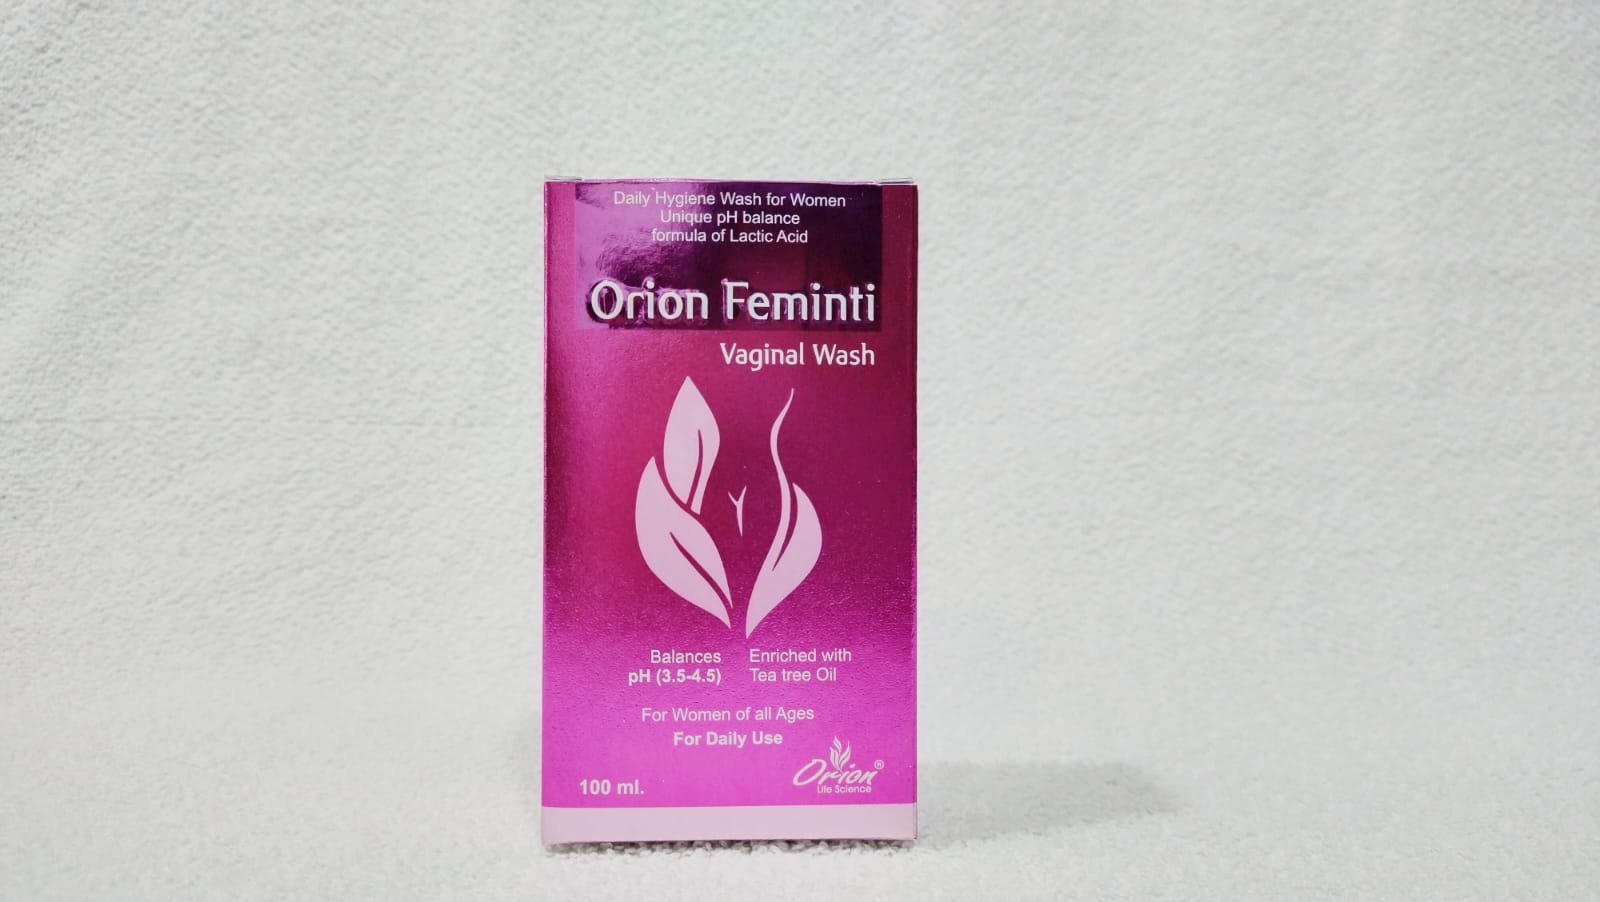 Daily Hygiene Wash for Women
Unique pH balance
formula of Lactic Acid
Orion Feminti
Vaginal Wash
Balances
pH (3.5-4.5)
Enriched with
Tea tree Oil
For Women of all Ages
For Daily Use
100 ml.
Orion®
Life Science